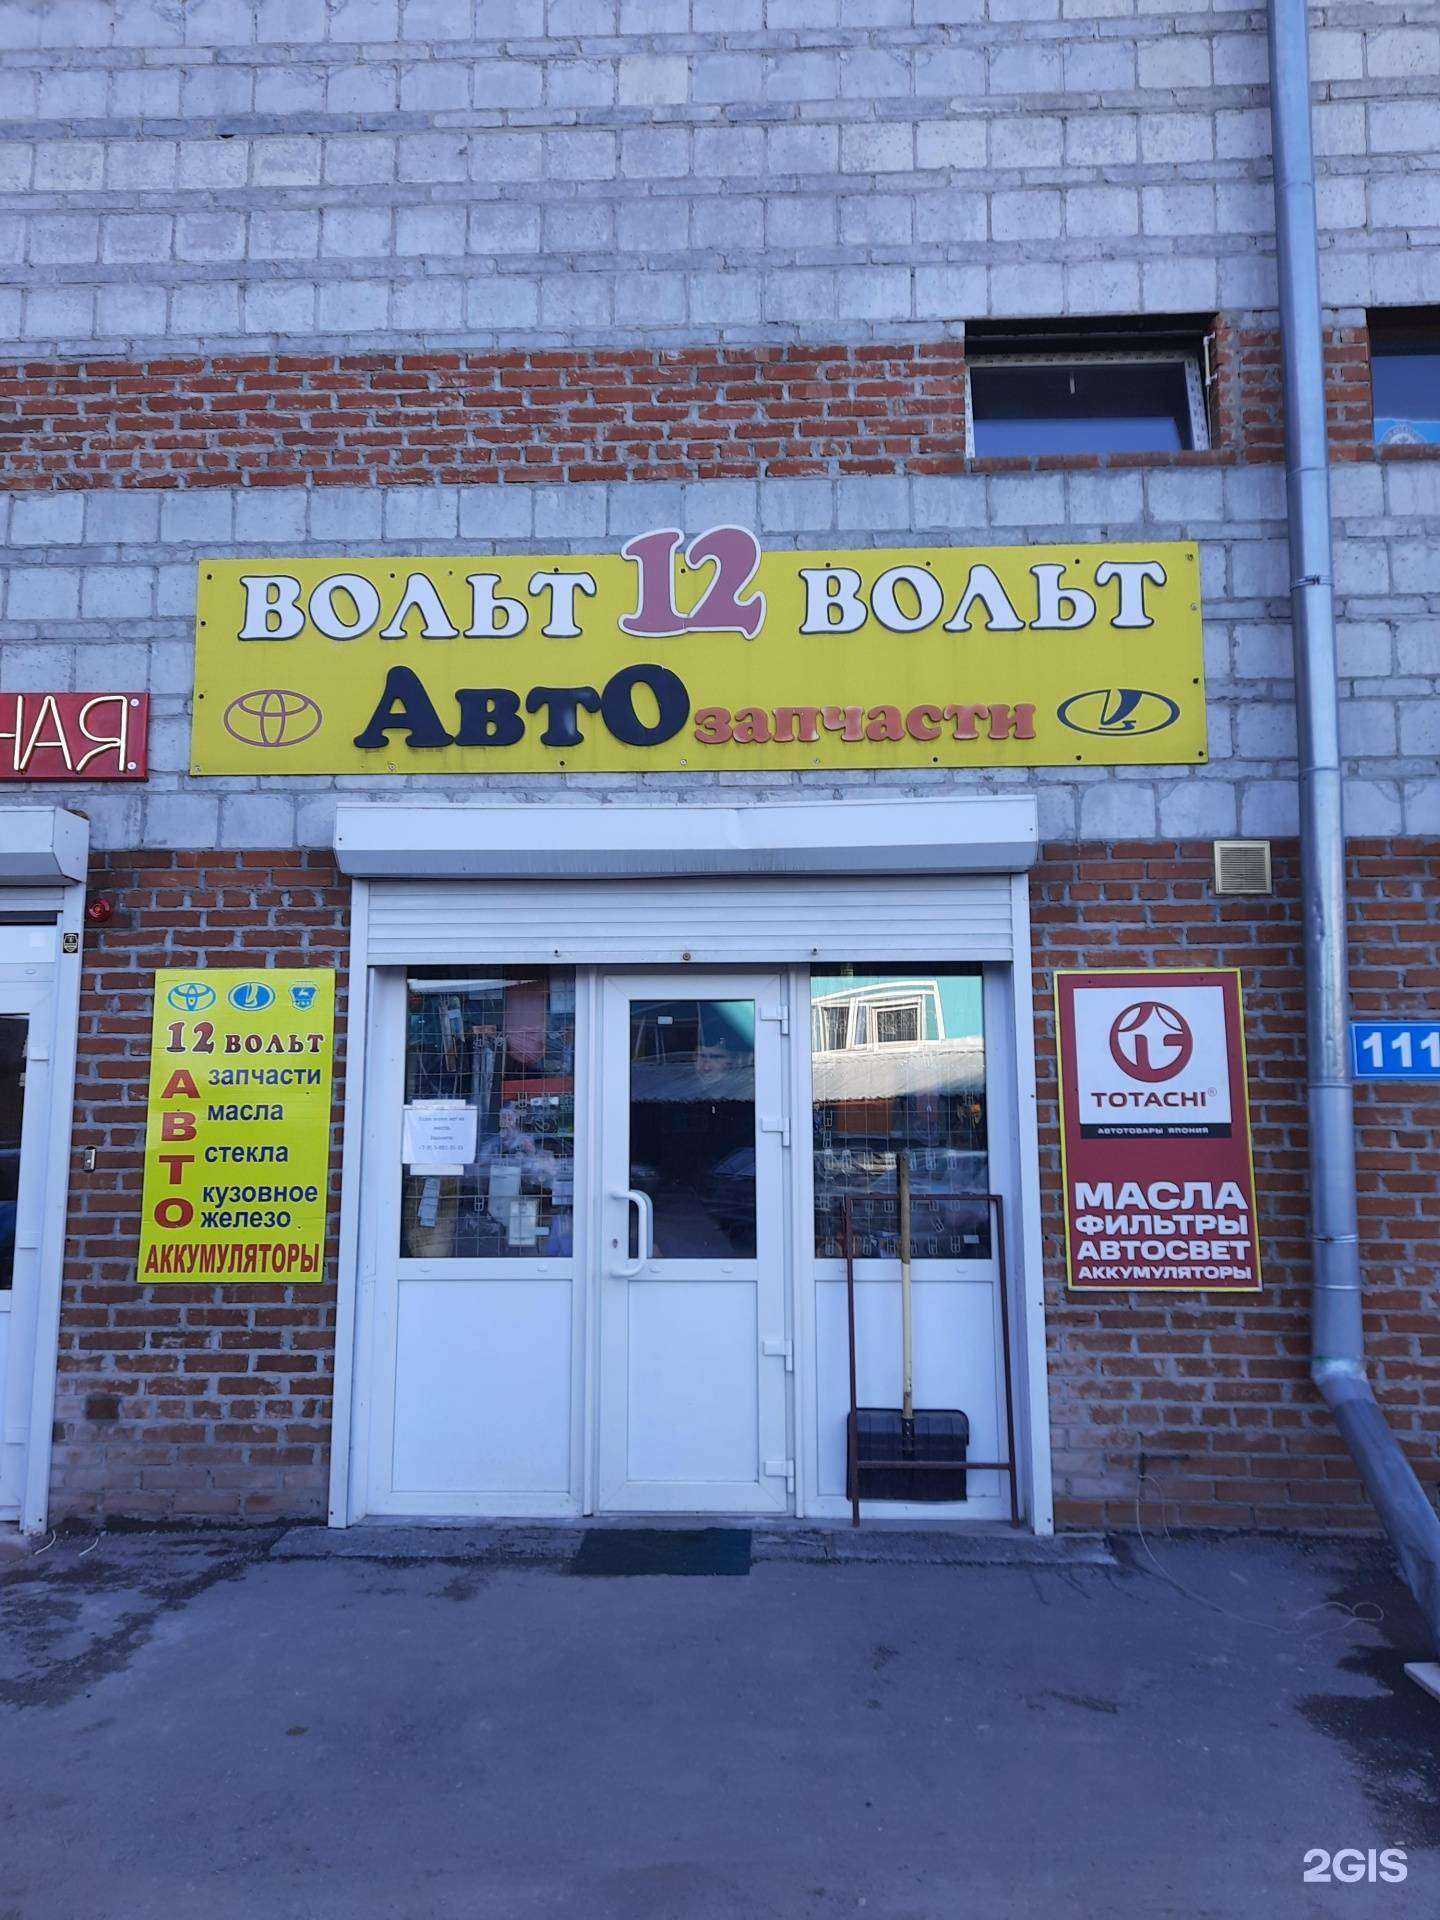 ВОЛЬТ 12 ВОЛЬТ
АвтО запчасти
НАЯ
12 ВОЛЬТ
АВТО
запчасти
масла
стекла
кузовное
железо
АККУМУЛЯТОРЫ
TOTACHI®
АВТОТОВАРЫ ЯПОНИЯ
МАСЛА
ФИЛЬТРЫ
АВТОСВЕТ
АККУМУЛЯТОРЫ
111
2GIS